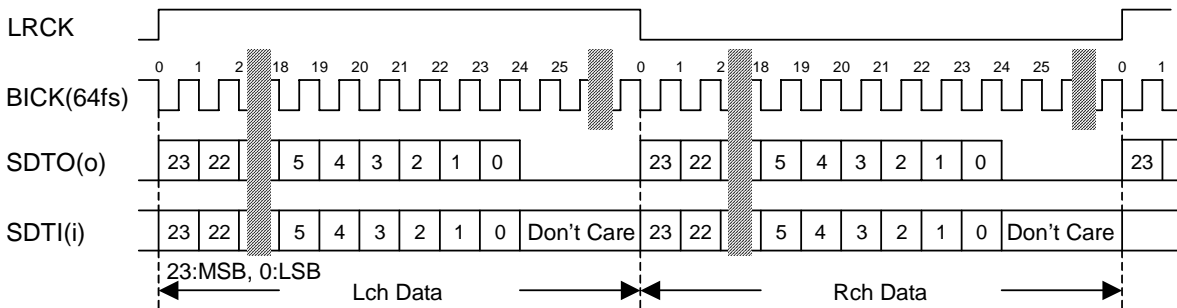 LRCK
0 1 2 18 19 20 21 22 23 24 25 0 1 2 18 19 20 21 22 23 24 25 0 1
BICK(64fs)
SDTO(o) 23 22 5 4 3 2 1 0 23 22 5 4 3 2 1 0 23
SDTI(i) 23 22 5 4 3 2 1 0 Don't Care 23 22 5 4 3 2 1 0 Don't Care
23:MSB, 0:LSB
Lch Data Rch Data